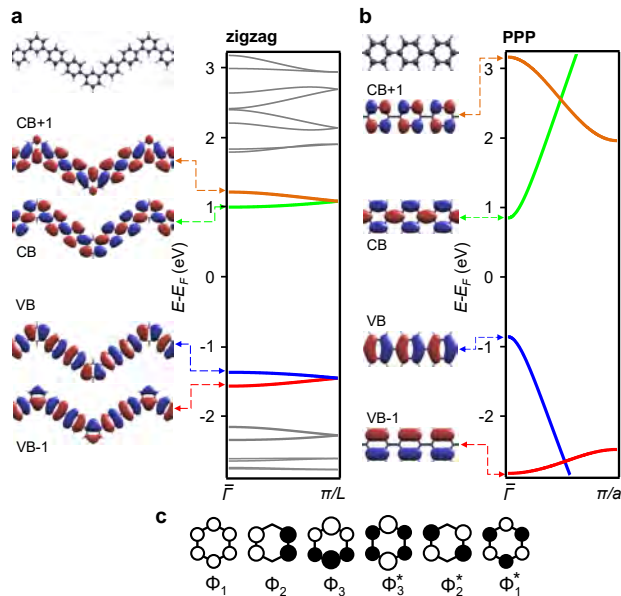 a
zigzag
CB+1
CB
VB
VB-1
E-E_F (eV)
3
2
1
0
-1
-2
Γ̅
π/L
b
PPP
CB+1
CB
VB
VB-1
E-E_F (eV)
3
2
1
0
-1
-2
Γ̅
π/a
c
Φ₁ Φ₂ Φ₃ Φ₃* Φ₂* Φ₁*